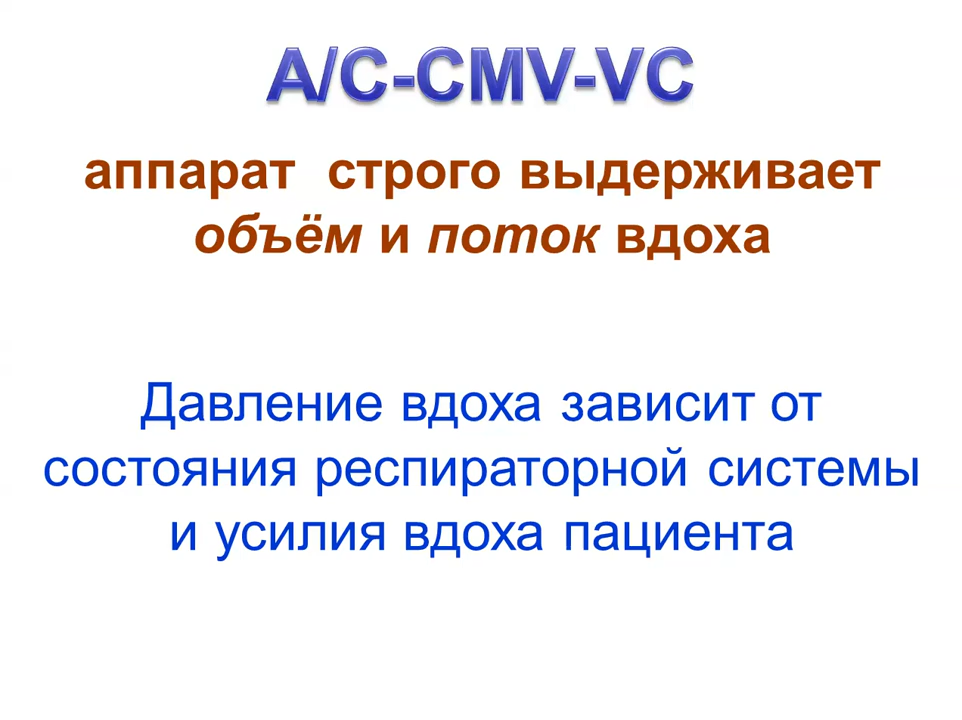 A/C-CMV-VC
аппарат строго выдерживает
объём и поток вдоха
Давление вдоха зависит от
состояния респираторной системы
и усилия вдоха пациента